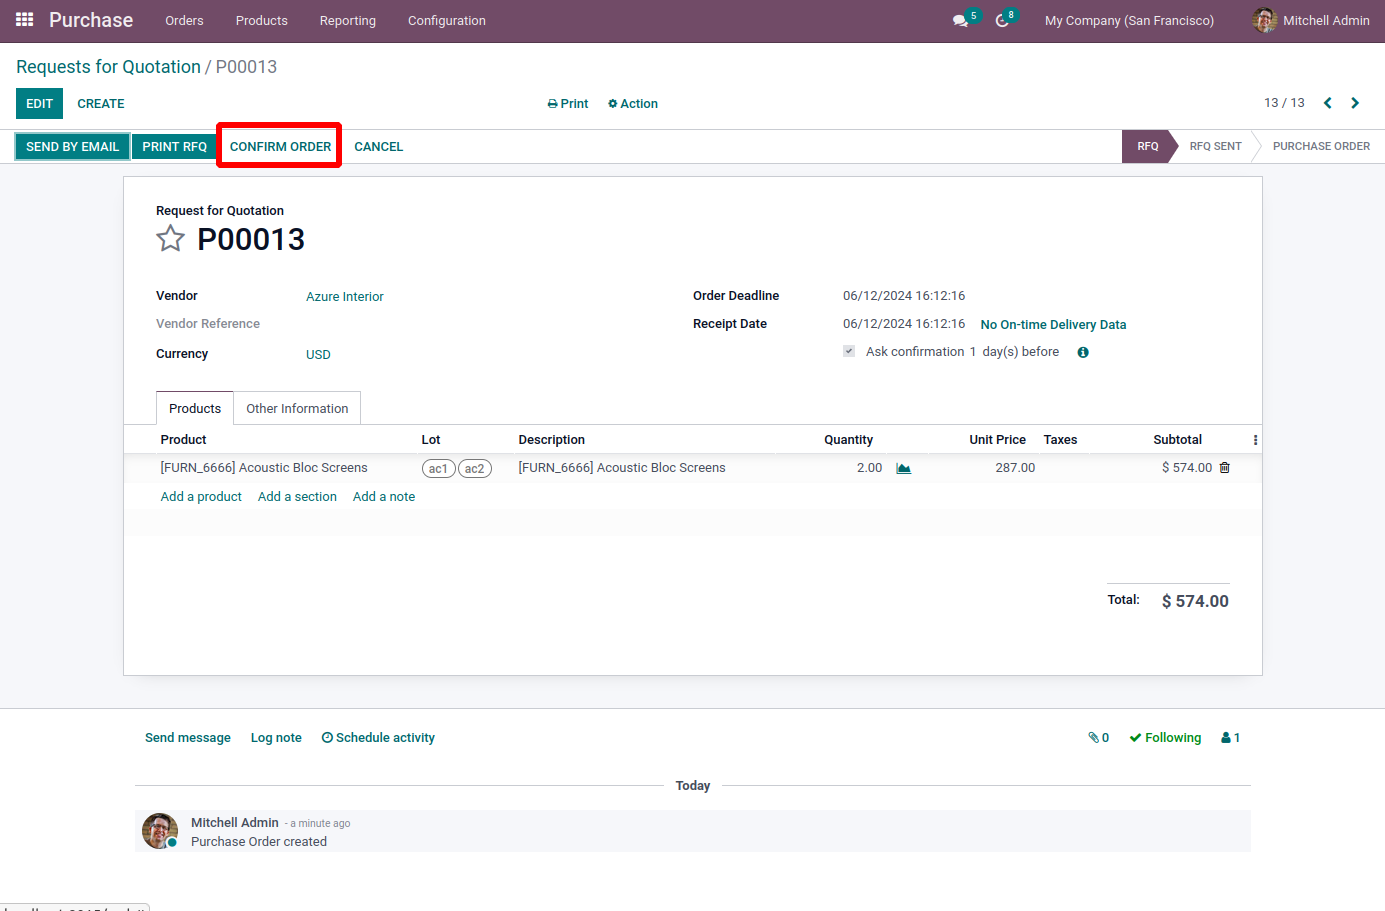 Purchase Orders Products Reporting Configuration 5 8 My Company (San Francisco) Mitchell Admin
Requests for Quotation / P00013
EDIT CREATE Print Action 13 / 13
SEND BY EMAIL PRINT RFQ CONFIRM ORDER CANCEL RFQ RFQ SENT PURCHASE ORDER
Request for Quotation
P00013
Vendor Azure Interior Order Deadline 06/12/2024 16:12:16
Vendor Reference Receipt Date 06/12/2024 16:12:16 No On-time Delivery Data
Currency USD Ask confirmation 1 day(s) before
Products Other Information
Product Lot Description Quantity Unit Price Taxes Subtotal
[FURN_6666] Acoustic Bloc Screens ac1 ac2 [FURN_6666] Acoustic Bloc Screens 2.00 287.00 $ 574.00
Add a product Add a section Add a note
Total: $ 574.00
Send message Log note Schedule activity 0 Following 1
Today
Mitchell Admin - a minute ago
Purchase Order created